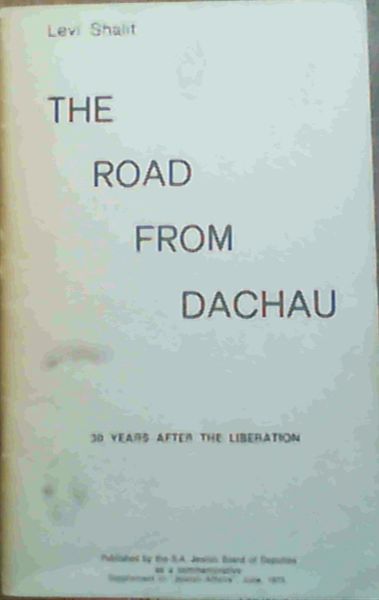 Levi Shalit
THE
ROAD
FROM
DACHAU
30 YEARS AFTER THE LIBERATION
Published by the S.A. Jewish Board of Deputies
as a commemorative
Supplement to "Jewish Affairs" June, 1975